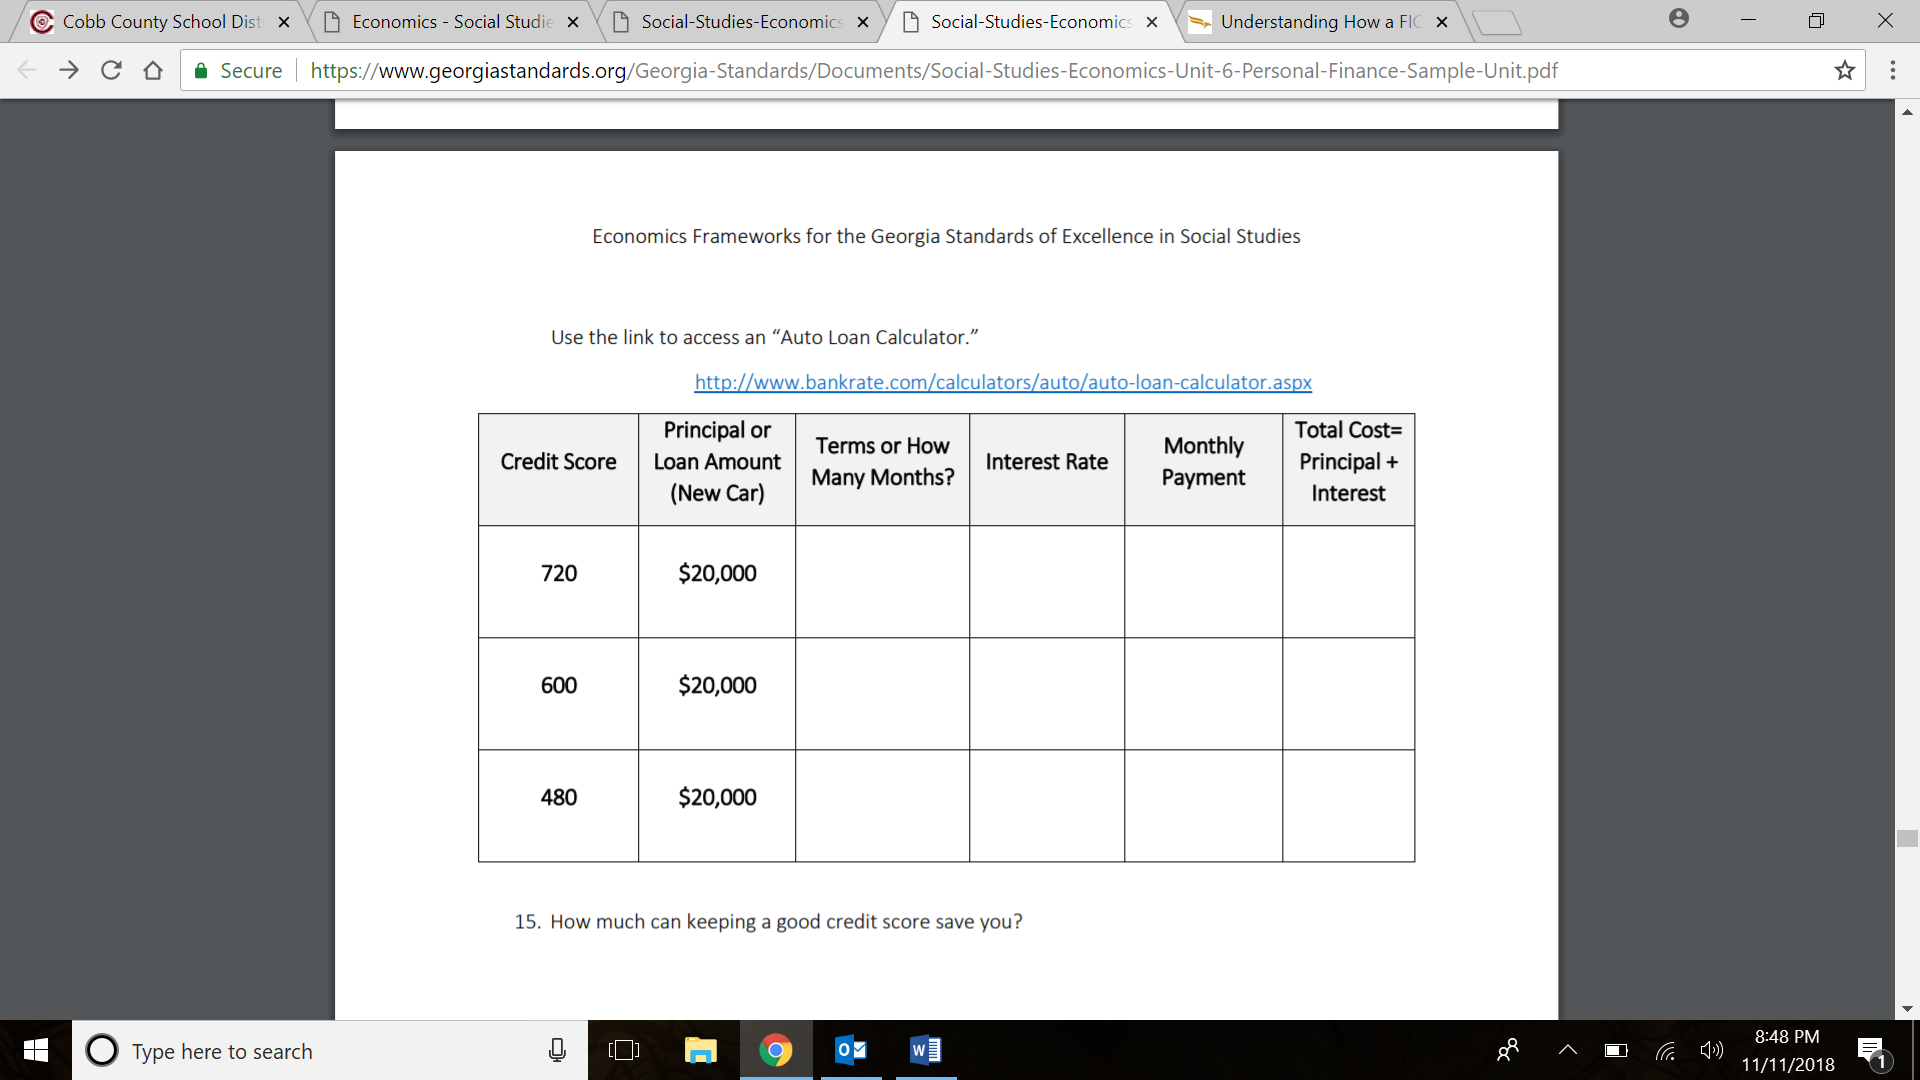 Cobb County School Dist
Economics - Social Studie
Social-Studies-Economics
Social-Studies-Economics
Understanding How a FIC
Secure
https://www.georgiastandards.org/Georgia-Standards/Documents/Social-Studies-Economics-Unit-6-Personal-Finance-Sample-Unit.pdf
Economics Frameworks for the Georgia Standards of Excellence in Social Studies
Use the link to access an “Auto Loan Calculator.”
http://www.bankrate.com/calculators/auto/auto-loan-calculator.aspx
Credit Score
Principal or
Loan Amount
(New Car)
Terms or How
Many Months?
Interest Rate
Monthly
Payment
Total Cost=
Principal +
Interest
720
$20,000
600
$20,000
480
$20,000
15. How much can keeping a good credit score save you?
Type here to search
8:48 PM
11/11/2018
1